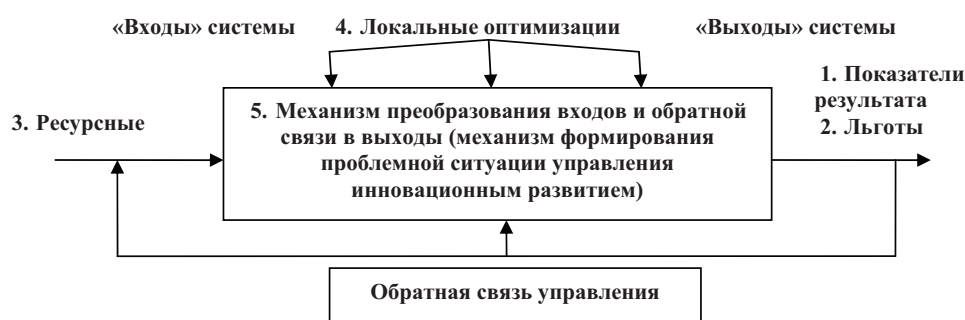 «Входы» системы
4. Локальные оптимизации
«Выходы» системы
1. Показатели
результата
2. Льготы
3. Ресурсные
5. Механизм преобразования входов и обратной
связи в выходы (механизм формирования
проблемной ситуации управления
инновационным развитием)
Обратная связь управления